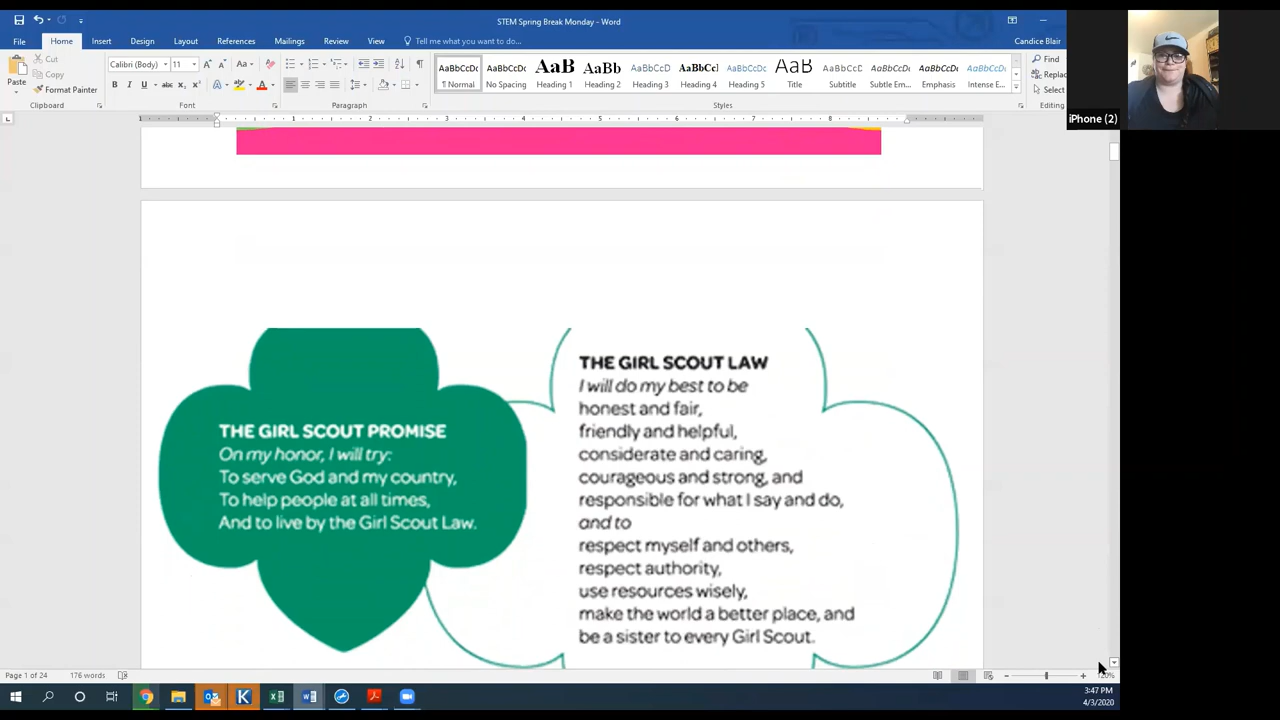 STEM Spring Break Monday - Word
File Home Insert Design Layout References Mailings Review View Tell me what you want to do... Candice Blair
Paste
Cut
Copy
Format Painter
Clipboard
Calibri (Body) 11
Font
Paragraph
AaBbCcDc AaBbCcDc AaB AaBb AaBbCcD AaBbCcI AaBbCcD AaB AaBbCcD AaBbCcDc AaBbCcDc AaBbCcDc
¶ Normal No Spacing Heading 1 Heading 2 Heading 3 Heading 4 Heading 5 Title Subtitle Subtle Em... Emphasis Intense E...
Styles
Find
Replac
Select
Editing
iPhone (2)
THE GIRL SCOUT PROMISE
On my honor, I will try:
To serve God and my country,
To help people at all times,
And to live by the Girl Scout Law.
THE GIRL SCOUT LAW
I will do my best to be
honest and fair,
friendly and helpful,
considerate and caring,
courageous and strong, and
responsible for what I say and do,
and to
respect myself and others,
respect authority,
use resources wisely,
make the world a better place, and
be a sister to every Girl Scout.
Page 1 of 24 176 words 120%
3:47 PM
4/3/2020